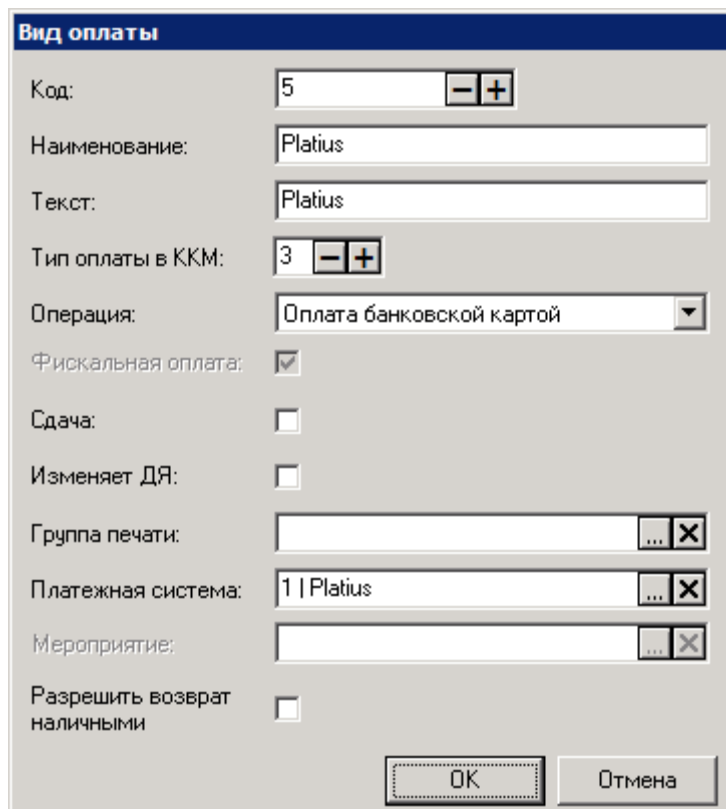 Вид оплаты
Код: 5
Наименование: Platius
Текст: Platius
Тип оплаты в ККМ: 3
Операция: Оплата банковской картой
Фискальная оплата:
Сдача:
Изменяет ДЯ:
Группа печати: ...
Платежная система: 1 | Platius ...
Мероприятие: ...
Разрешить возврат
наличными
OK Отмена